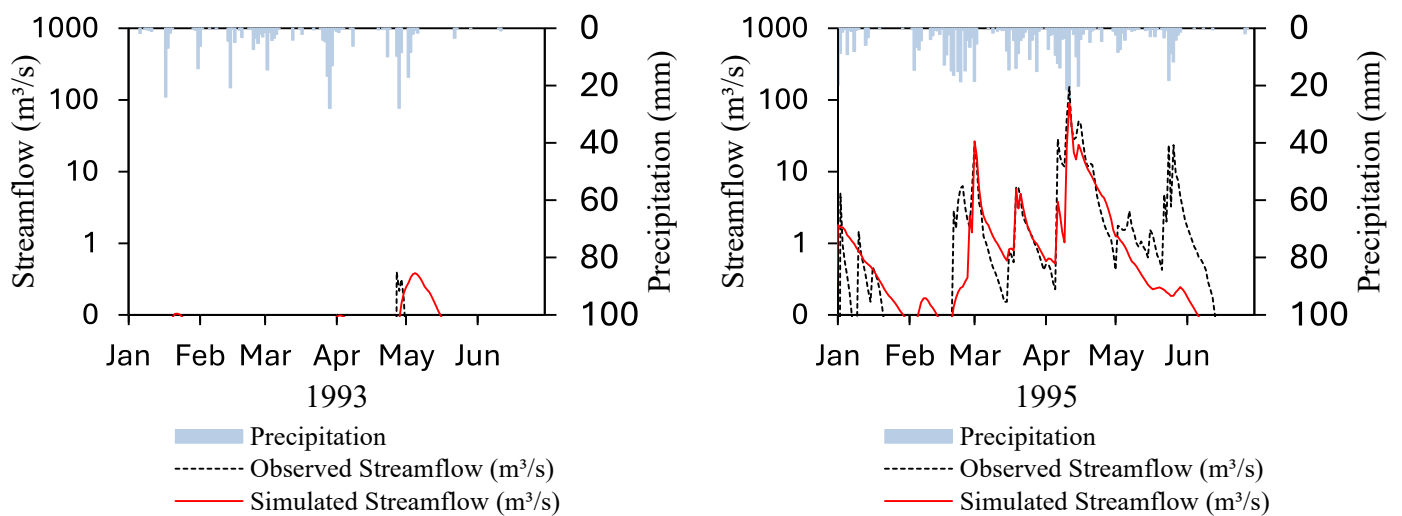 Streamflow (m³/s)
1000
100
10
1
0
Precipitation (mm)
0
20
40
60
80
100
Jan Feb Mar Apr May Jun
1993
Precipitation
Observed Streamflow (m³/s)
Simulated Streamflow (m³/s)
Streamflow (m³/s)
1000
100
10
1
0
Precipitation (mm)
0
20
40
60
80
100
Jan Feb Mar Apr May Jun
1995
Precipitation
Observed Streamflow (m³/s)
Simulated Streamflow (m³/s)